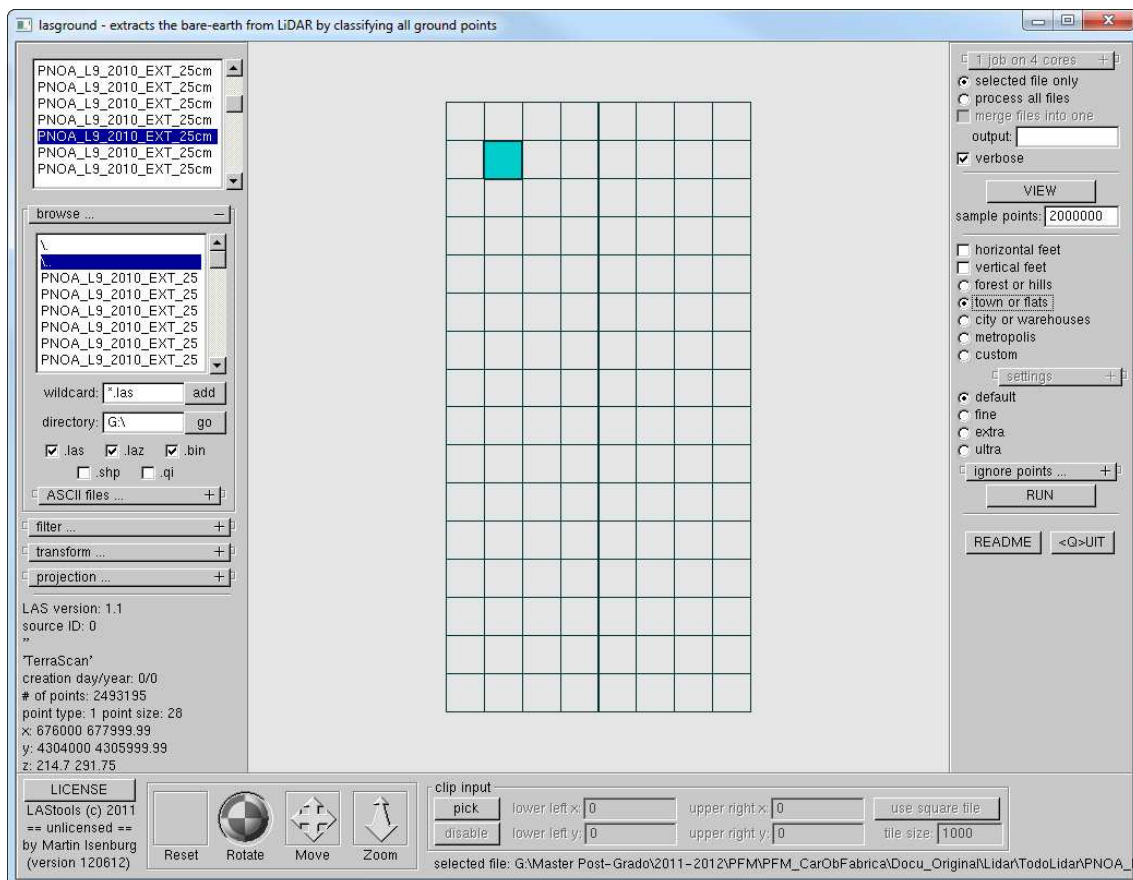 lasground - extracts the bare-earth from LiDAR by classifying all ground points
PNOA_L9_2010_EXT_25cm
PNOA_L9_2010_EXT_25cm
PNOA_L9_2010_EXT_25cm
PNOA_L9_2010_EXT_25cm
PNOA_L9_2010_EXT_25cm
PNOA_L9_2010_EXT_25cm
PNOA_L9_2010_EXT_25cm
browse ...
\.
\..
PNOA_L9_2010_EXT_25
PNOA_L9_2010_EXT_25
PNOA_L9_2010_EXT_25
PNOA_L9_2010_EXT_25
PNOA_L9_2010_EXT_25
PNOA_L9_2010_EXT_25
wildcard: *.las add
directory: G:\ go
.las .laz .bin
.shp .qi
ASCII files ... +
filter ... +
transform ... +
projection ... +
LAS version: 1.1
source ID: 0
''
'TerraScan'
creation day/year: 0/0
# of points: 2493195
point type: 1 point size: 28
x: 676000 677999.99
y: 4304000 4305999.99
z: 214.7 291.75
LICENSE
LAStools (c) 2011
== unlicensed ==
by Martin Isenburg
(version 120612)
Reset Rotate Move Zoom
clip input
pick lower left x: 0 upper right x: 0 use square tile
disable lower left y: 0 upper right y: 0 tile size: 1000
selected file: G:\Master Post-Grado\2011-2012\PFM\PFM_CarObFabrica\Docu_Original\Lidar\TodoLidar\PNOA_
1 job on 4 cores +
selected file only
process all files
merge files into one
output:
verbose
VIEW
sample points: 2000000
horizontal feet
vertical feet
forest or hills
town or flats
city or warehouses
metropolis
custom
settings +
default
fine
extra
ultra
ignore points ... +
RUN
README <Q>UIT